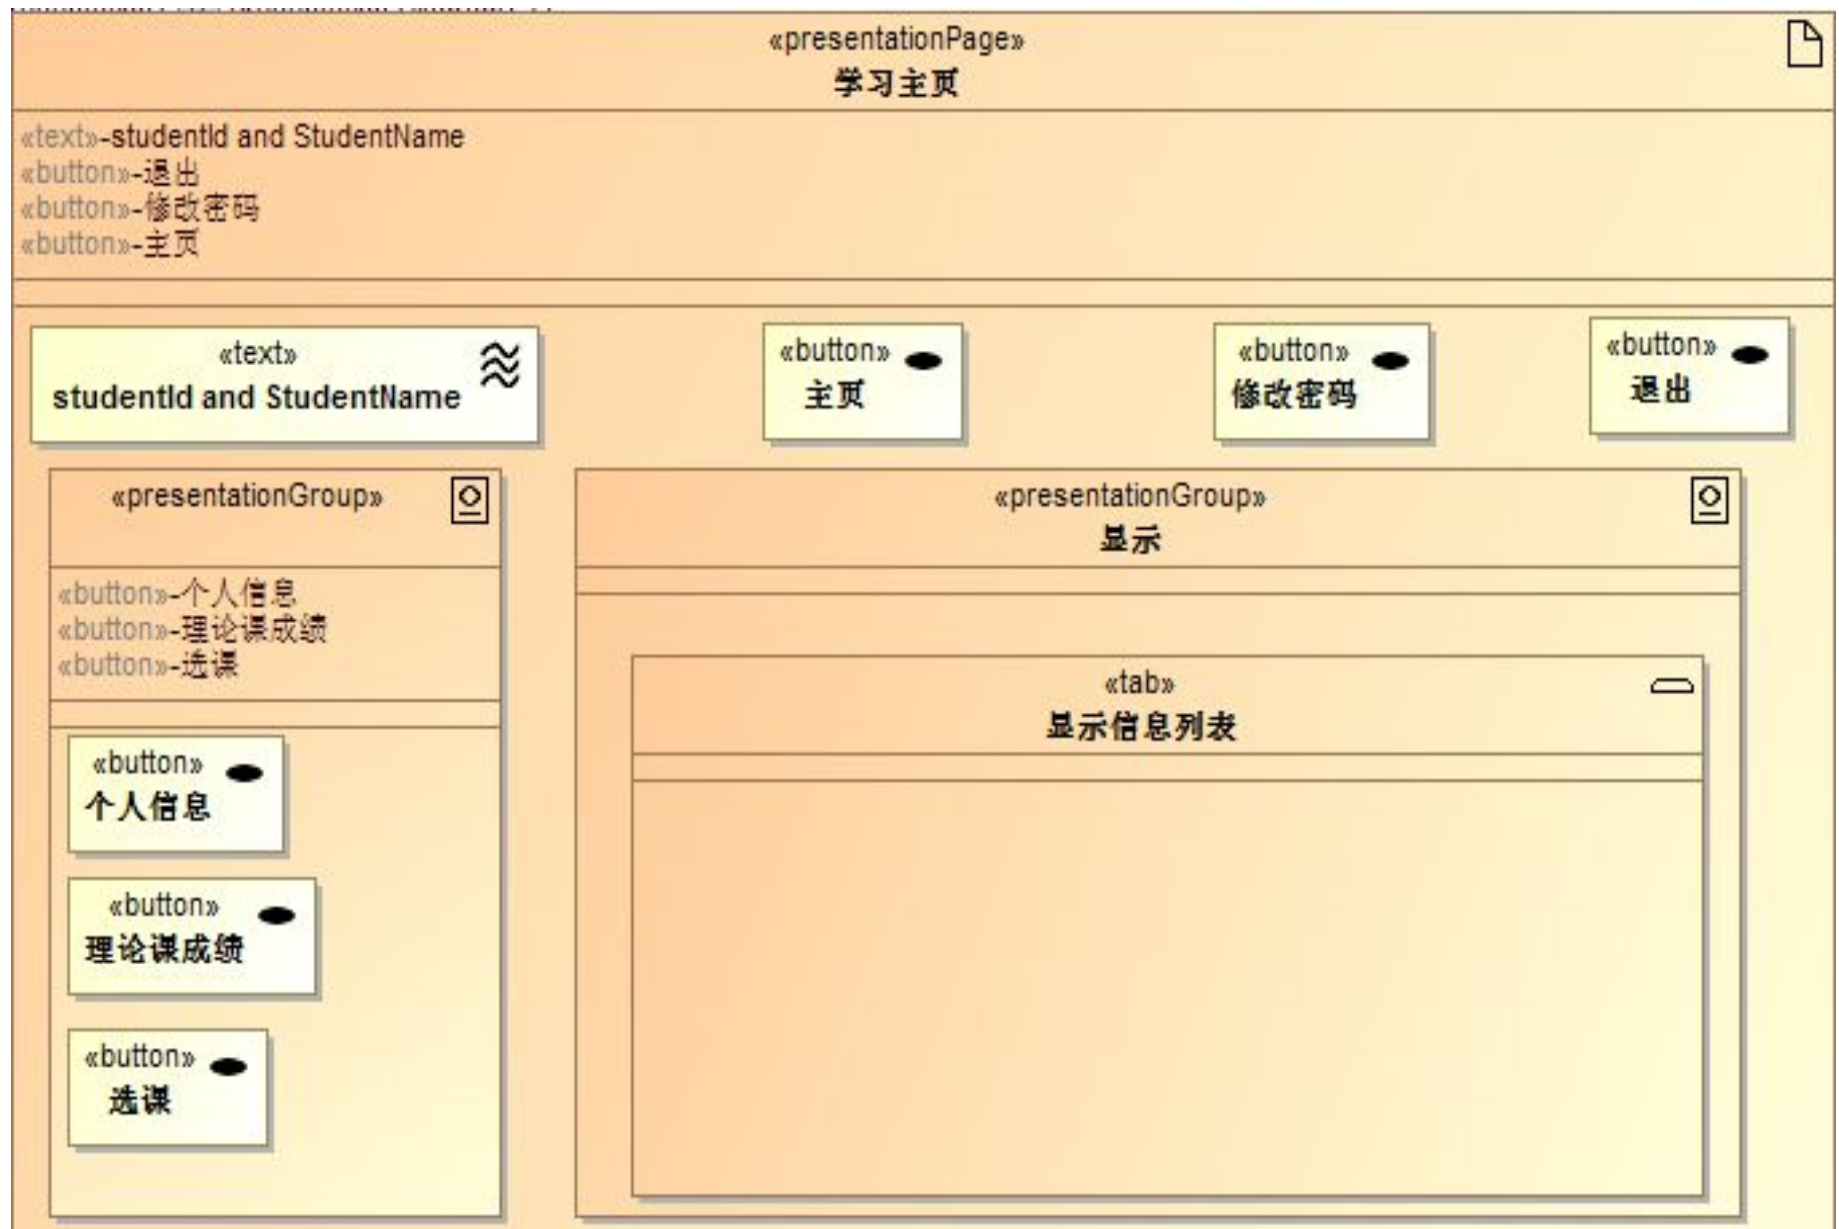 «presentationPage»
学习主页
«text»-studentId and StudentName
«button»-退出
«button»-修改密码
«button»-主页
«text»
studentId and StudentName
«button»
主页
«button»
修改密码
«button»
退出
«presentationGroup»
«button»-个人信息
«button»-理论课成绩
«button»-选课
«button»
个人信息
«button»
理论课成绩
«button»
选课
«presentationGroup»
显示
«tab»
显示信息列表